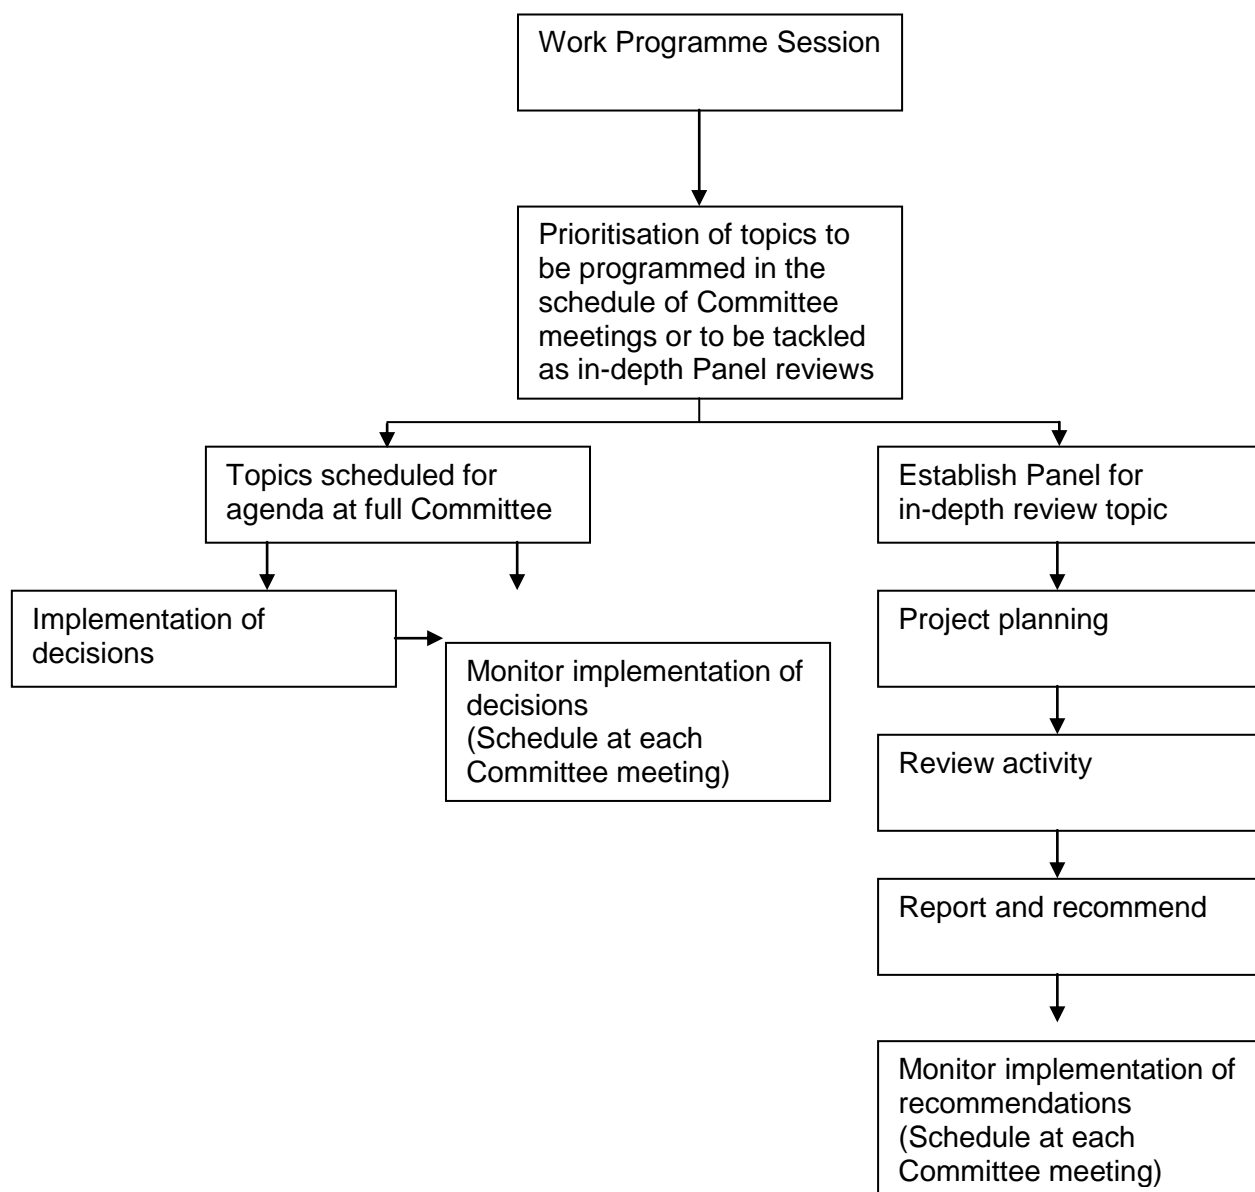 Work Programme Session
Prioritisation of topics to
be programmed in the
schedule of Committee
meetings or to be tackled
as in-depth Panel reviews
Topics scheduled for
agenda at full Committee
Establish Panel for
in-depth review topic
Implementation of
decisions
Project planning
Monitor implementation of
decisions
(Schedule at each
Committee meeting)
Review activity
Report and recommend
Monitor implementation of
recommendations
(Schedule at each
Committee meeting)